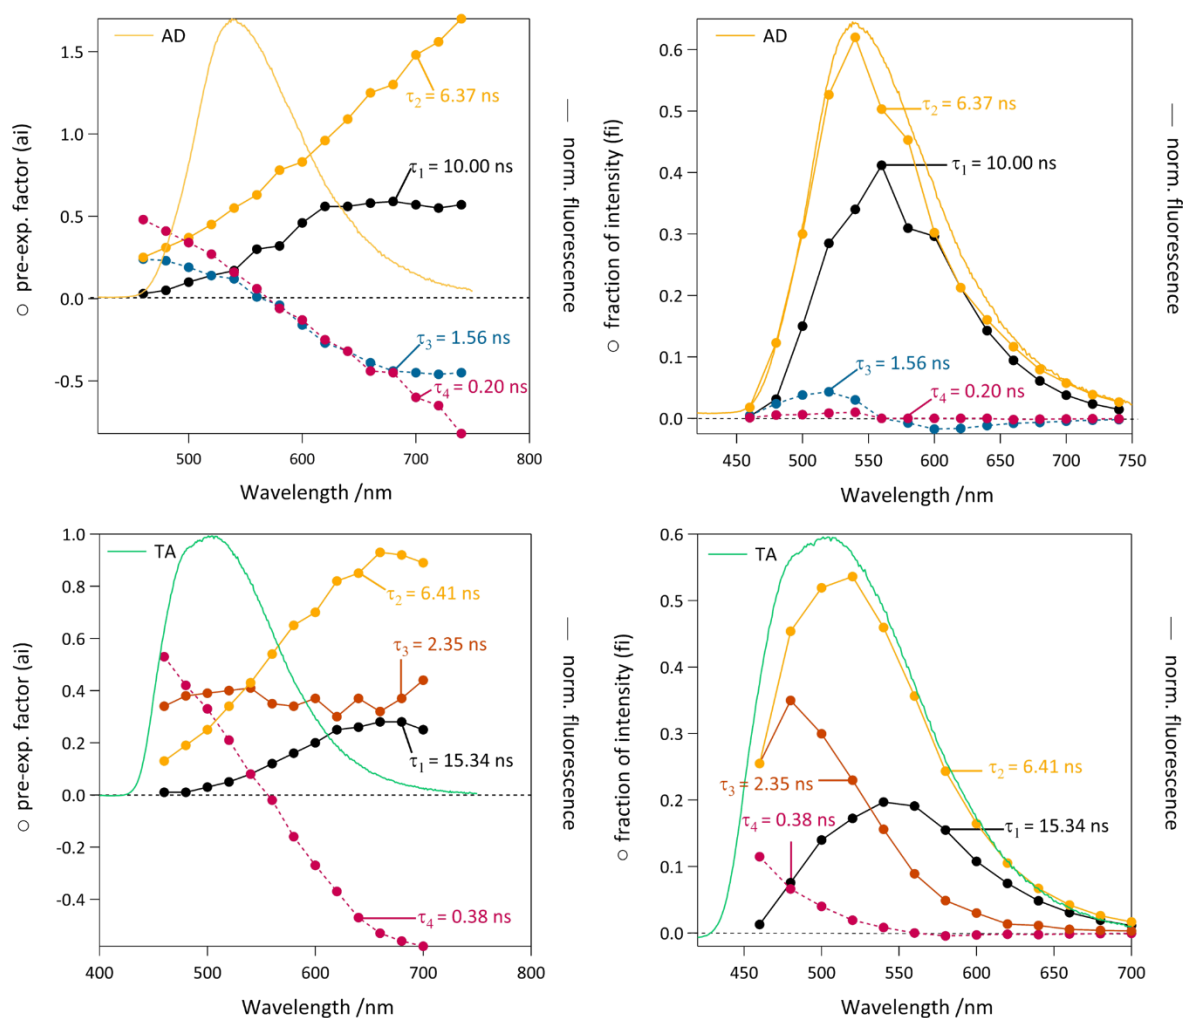 AD
1.5
1.0
0.5
0.0
-0.5
pre-exp. factor (ai)
norm. fluorescence
τ2 = 6.37 ns
τ1 = 10.00 ns
τ3 = 1.56 ns
τ4 = 0.20 ns
500
600
700
800
Wavelength /nm
AD
0.6
0.5
0.4
0.3
0.2
0.1
0.0
fraction of intensity (fi)
norm. fluorescence
τ2 = 6.37 ns
τ1 = 10.00 ns
τ3 = 1.56 ns
τ4 = 0.20 ns
450
500
550
600
650
700
750
Wavelength /nm
TA
1.0
0.8
0.6
0.4
0.2
0.0
-0.4
pre-exp. factor (ai)
norm. fluorescence
τ2 = 6.41 ns
τ3 = 2.35 ns
τ1 = 15.34 ns
τ4 = 0.38 ns
400
500
600
700
800
Wavelength /nm
TA
0.6
0.5
0.4
0.3
0.2
0.1
0.0
fraction of intensity (fi)
norm. fluorescence
τ2 = 6.41 ns
τ3 = 2.35 ns
τ4 = 0.38 ns
τ1 = 15.34 ns
450
500
550
600
650
700
Wavelength /nm